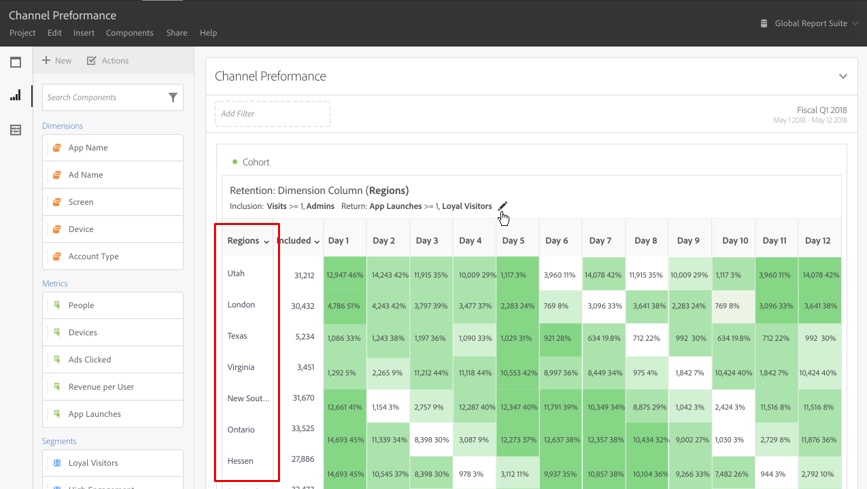 Channel Preformance
Project Edit Insert Components Share Help
Global Report Suite
New Actions
Search Components
Dimensions
App Name
Ad Name
Screen
Device
Account Type
Metrics
People
Devices
Ads Clicked
Revenue per User
App Launches
Segments
Loyal Visitors
Channel Preformance
Add Filter
Fiscal Q1 2018
May 1 2018 - May 12 2018
Cohort
Retention: Dimension Column (Regions)
Inclusion: Visits >= 1, Admins Return: App Launches >= 1, Loyal Visitors
Regions Included Day 1 Day 2 Day 3 Day 4 Day 5 Day 6 Day 7 Day 8 Day 9 Day 10 Day 11 Day 12
Utah 31,212 12,947 46% 14,243 42% 11,915 35% 10,009 29% 1,117 3% 3,960 11% 14,078 42% 11,915 35% 10,009 29% 1,117 3% 3,960 11% 14,078 42%
London 30,432 4,786 51% 4,243 42% 3,797 39% 3,477 37% 2,283 24% 769 8% 3,096 33% 3,641 38% 2,283 24% 769 8% 3,096 33% 3,641 38%
Texas 5,234 1,086 33% 1,243 38% 1,197 36% 1,090 33% 1,029 31% 921 28% 634 19.8% 712 22% 992 30% 634 19.8% 712 22% 992 30%
Virginia 3,451 1,292 5% 2,265 9% 11,212 44% 11,118 44% 10,553 42% 8,997 36% 8,449 34% 975 4% 1,842 7% 10,424 40% 1,842 7% 10,424 40%
New Sout... 31,670 12,661 41% 1,154 3% 2,757 9% 12,287 40% 12,347 40% 11,791 39% 10,349 34% 8,875 29% 1,042 3% 2,424 3% 11,516 8% 11,516 8%
Ontario 33,525 14,693 45% 11,339 34% 8,398 30% 3,087 9% 12,273 37% 12,637 38% 12,357 38% 10,434 32% 9,002 27% 1,030 3% 2,729 8% 11,876 36%
Hessen 27,886 14,693 45% 10,545 37% 8,398 30% 978 3% 3,112 11% 9,937 35% 10,857 38% 10,104 36% 9,266 33% 7,482 26% 944 3% 2,792 10%